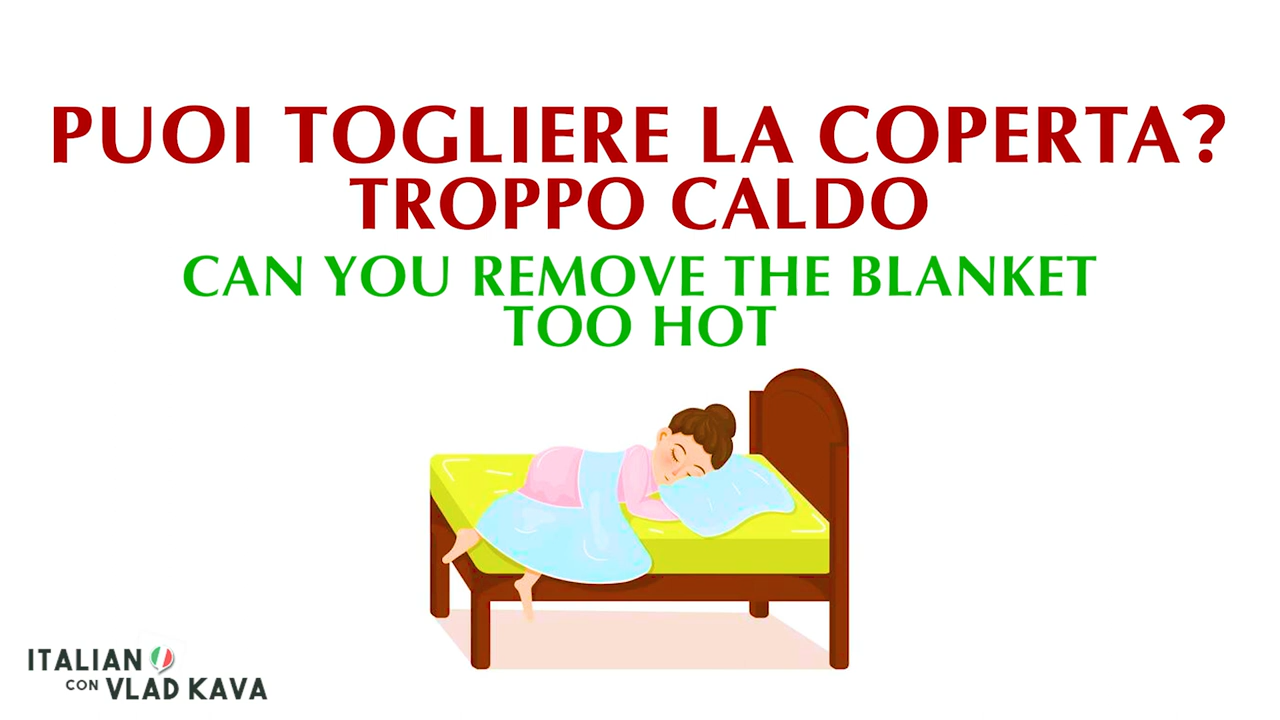 PUOI TOGLIERE LA COPERTA?
TROPPO CALDO
CAN YOU REMOVE THE BLANKET
TOO HOT
ITALIAN
CON VLAD KAVA